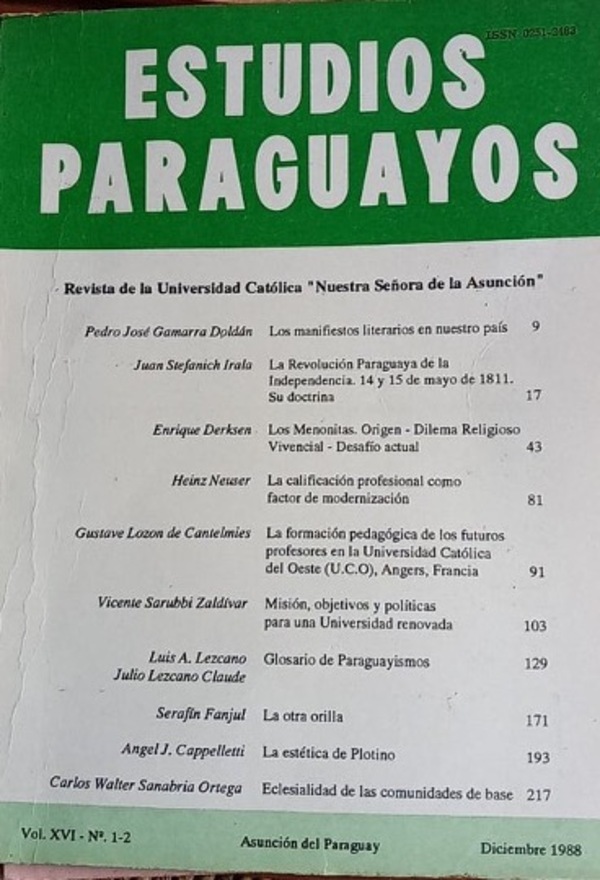 ISSN 0251-2483
ESTUDIOS
PARAGUAYOS
Revista de la Universidad Católica "Nuestra Señora de la Asunción"
Pedro José Gamarra Doldán Los manifiestos literarios en nuestro país 9
Juan Stefanich Irala La Revolución Paraguaya de la
Independencia. 14 y 15 de mayo de 1811.
Su doctrina 17
Enrique Derksen Los Menonitas. Origen - Dilema Religioso
Vivencial - Desafío actual 43
Heinz Neuser La calificación profesional como
factor de modernización 81
Gustave Lozon de Cantelmies La formación pedagógica de los futuros
profesores en la Universidad Católica
del Oeste (U.C.O), Angers, Francia 91
Vicente Sarubbi Zaldívar Misión, objetivos y políticas
para una Universidad renovada 103
Luis A. Lezcano Glosario de Paraguayismos 129
Julio Lezcano Claude
Serafín Fanjul La otra orilla 171
Angel J. Cappelletti La estética de Plotino 193
Carlos Walter Sanabria Ortega Eclesialidad de las comunidades de base 217
Vol. XVI - Nº. 1-2 Asunción del Paraguay Diciembre 1988